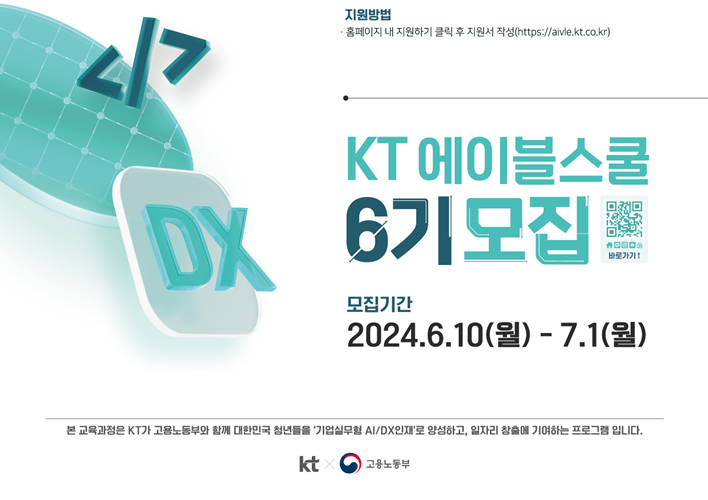 지원방법
· 홈페이지 내 지원하기 클릭 후 지원서 작성(https://aivle.kt.co.kr)
</>
DX
KT 에이블스쿨
6기 모집
바로가기 !
모집기간
2024.6.10(월) - 7.1(월)
본 교육과정은 KT가 고용노동부와 함께 대한민국 청년들을 '기업실무형 AI/DX인재'로 양성하고, 일자리 창출에 기여하는 프로그램 입니다.
kt × 고용노동부